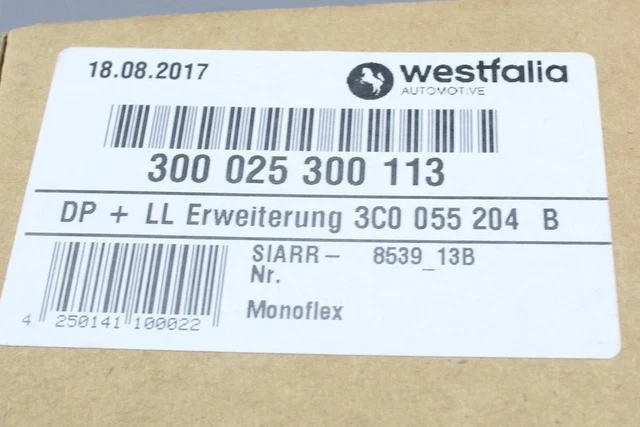 18.08.2017
westfalia
AUTOMOTIVE
300 025 300 113
DP + LL Erweiterung 3C0 055 204 B
SIARR- 8539_13B
Nr.
Monoflex
4 250141 100022